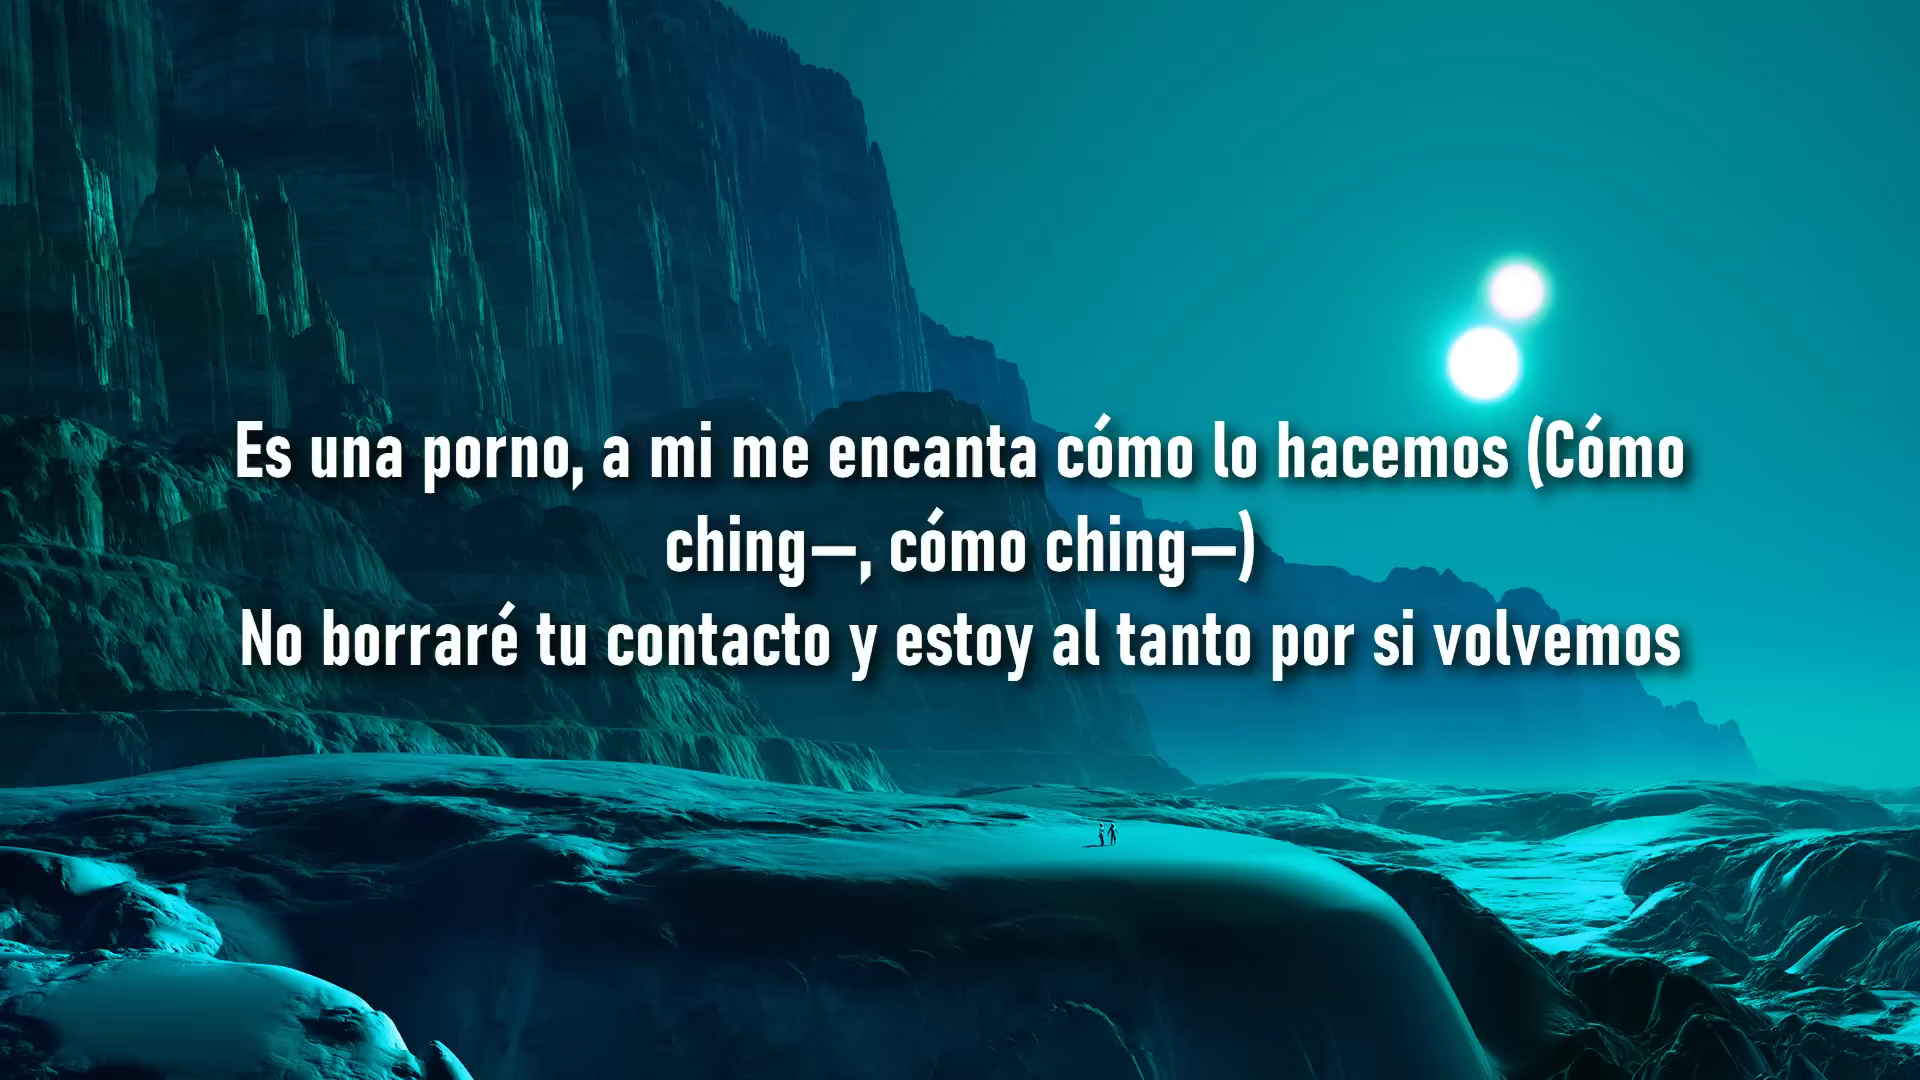 Es una porno, a mi me encanta cómo lo hacemos (Cómo
ching—, cómo ching—)
No borraré tu contacto y estoy al tanto por si volvemos